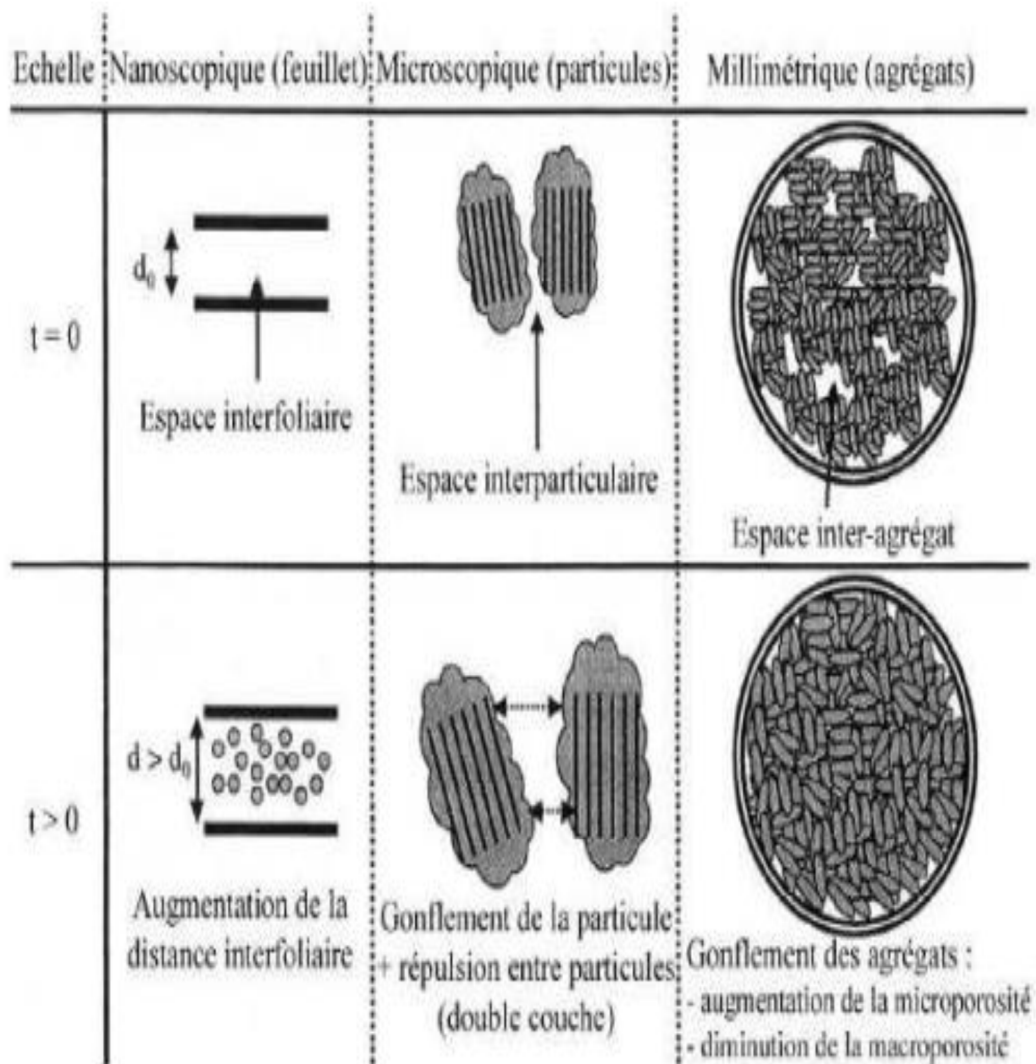 Echelle Nanoscopique (feuillet) Microscopique (particules) Millimétrique (agrégats)
t = 0
d₀
Espace interfoliaire
Espace interparticulaire
Espace inter-agrégat
t > 0
d > d₀
Augmentation de la
distance interfoliaire
Gonflement de la particule
+ répulsion entre particules
(double couche)
Gonflement des agrégats :
- augmentation de la microporosité
- diminution de la macroporosité